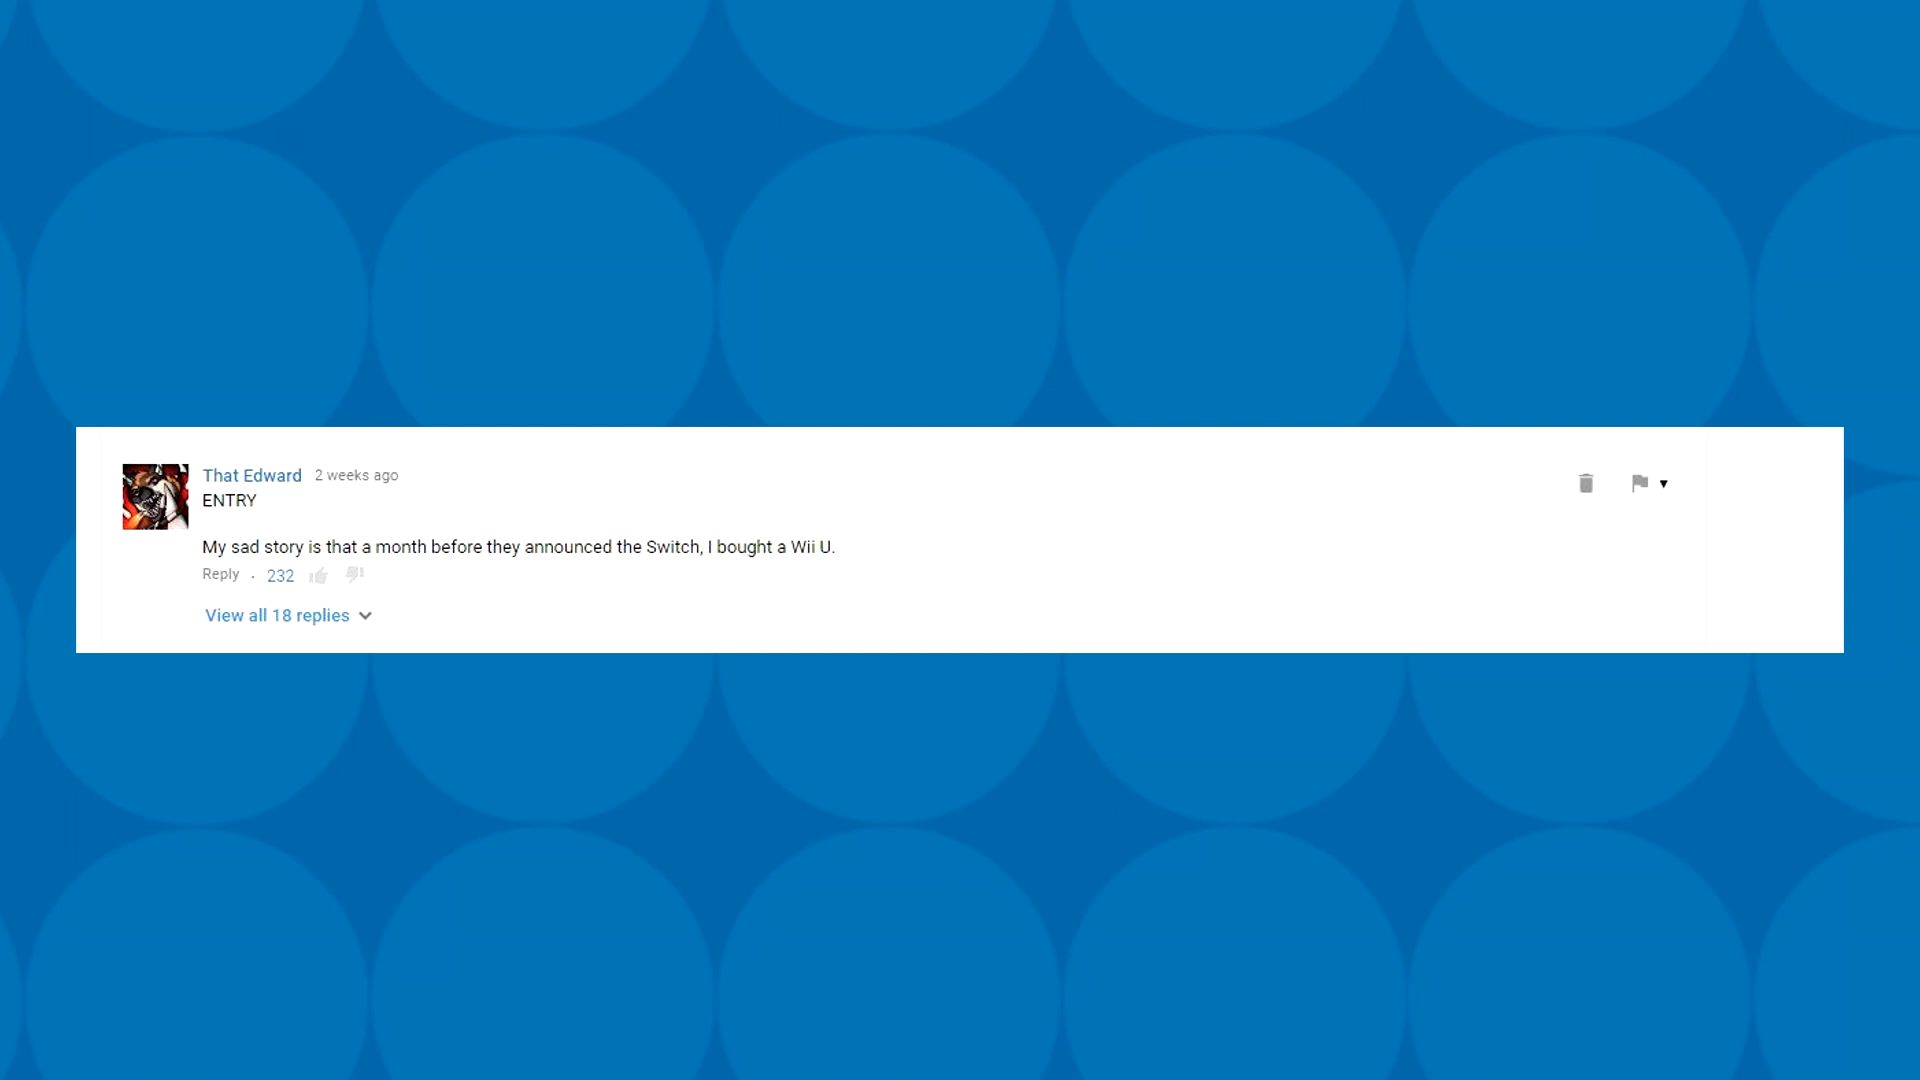 That Edward 2 weeks ago
ENTRY
My sad story is that a month before they announced the Switch, I bought a Wii U.
Reply · 232
View all 18 replies